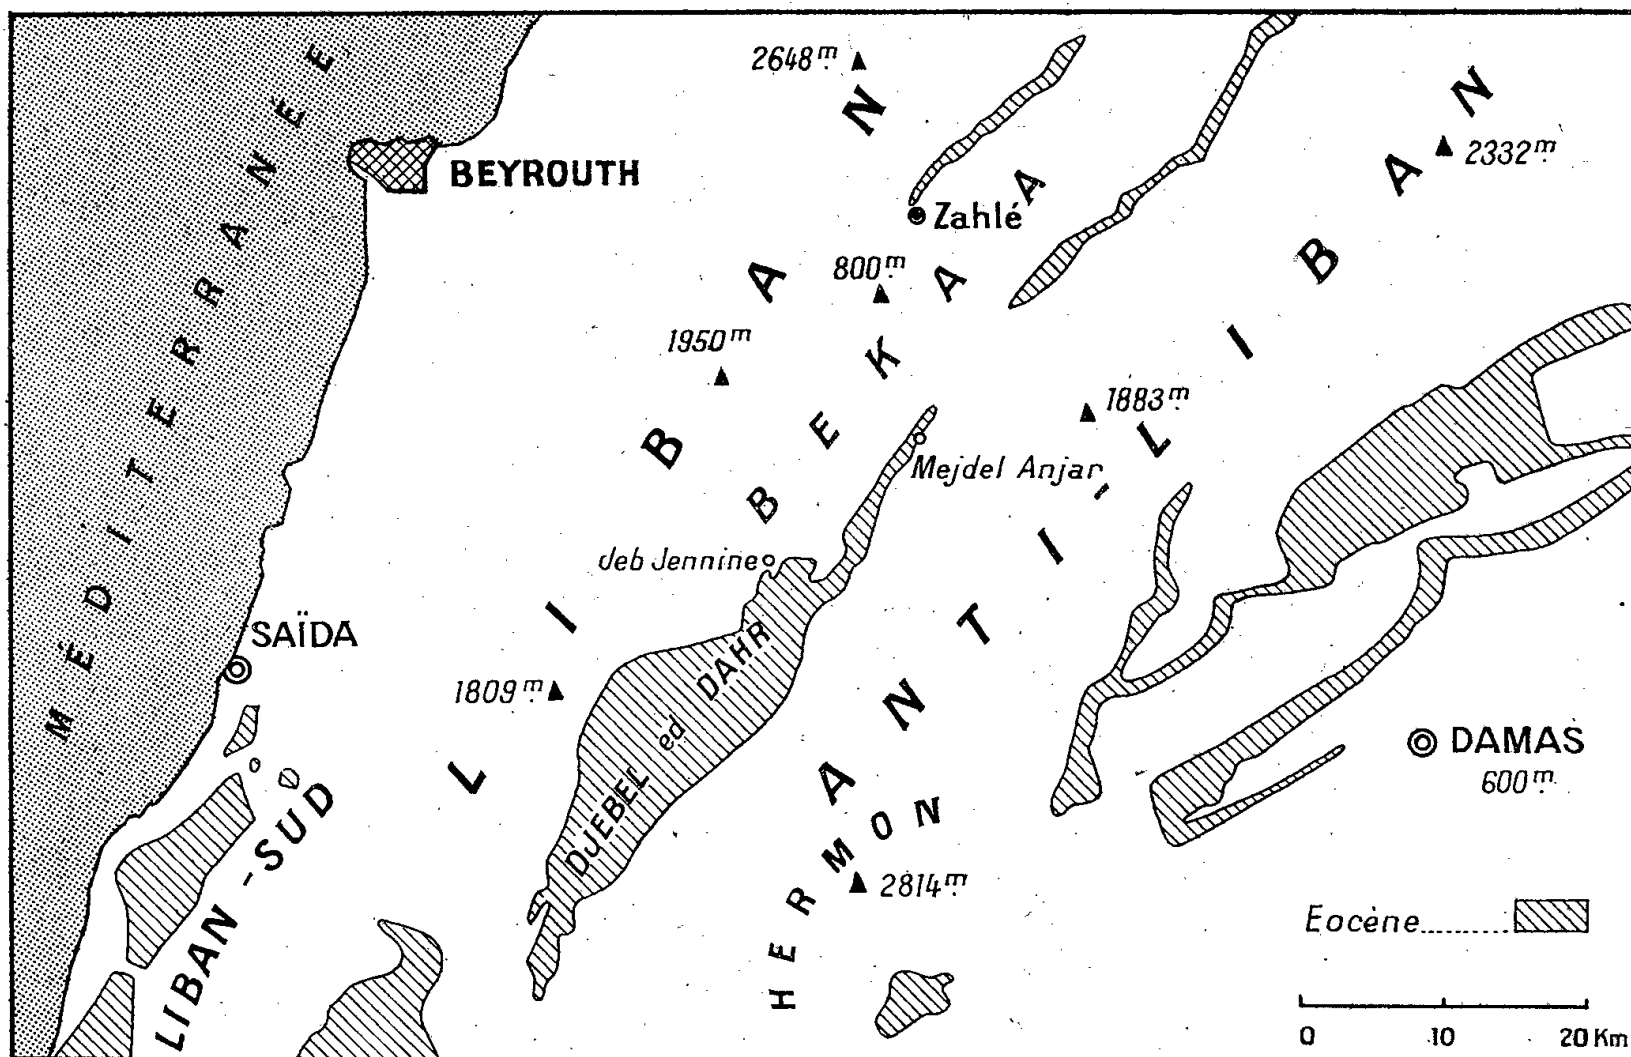 MÉDITERRANÉE
2648m.
LIBAN
BEYROUTH
2332m.
Zahlé
800m
BEKAA
1950m
1883m.
ANTI-LIBAN
Mejdel Anjar
deb Jennine
SAÏDA
1809m.
DJEBEL ed DAHR
DAMAS
600m.
HERMON
2814m.
LIBAN-SUD
Eocène
0 10 20 Km